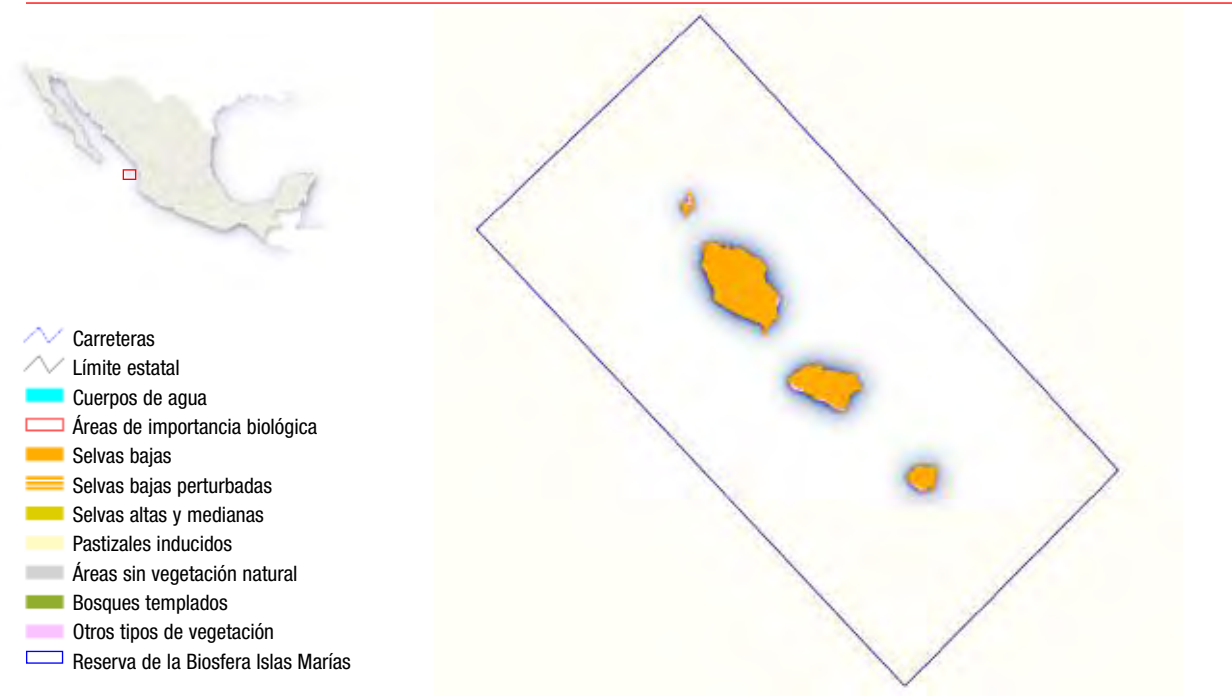 Carreteras
Límite estatal
Cuerpos de agua
Áreas de importancia biológica
Selvas bajas
Selvas bajas perturbadas
Selvas altas y medianas
Pastizales inducidos
Áreas sin vegetación natural
Bosques templados
Otros tipos de vegetación
Reserva de la Biosfera Islas Marías